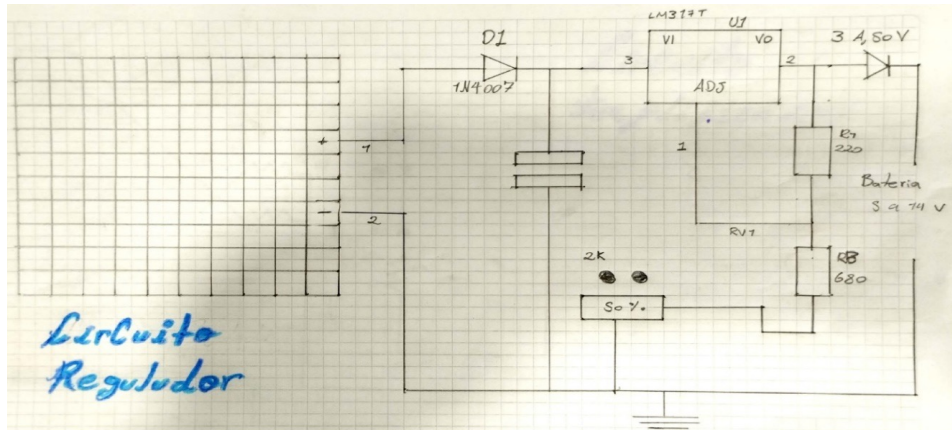 LM317T
U1
D1
VI
VO
3 A, 50 V
3
2
1N4007
ADJ
+
1
1
R1
220
Bateria
5 a 14 V
-
2
RV1
2K
680
50 %
Circuito
Regulador